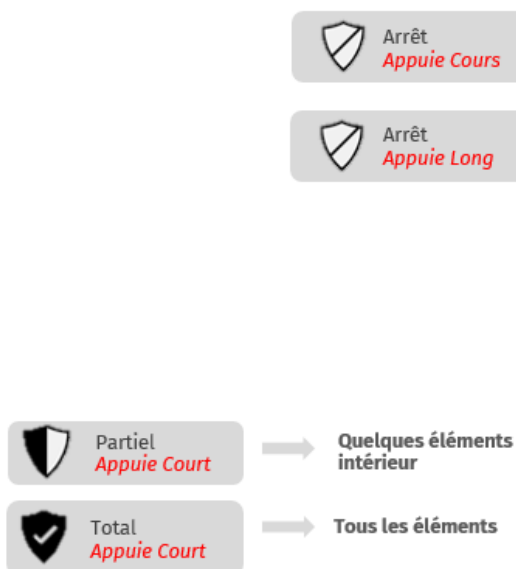 Arrêt
Appuie Cours
Arrêt
Appuie Long
Partiel
Appuie Court
Quelques éléments
intérieur
Total
Appuie Court
Tous les éléments